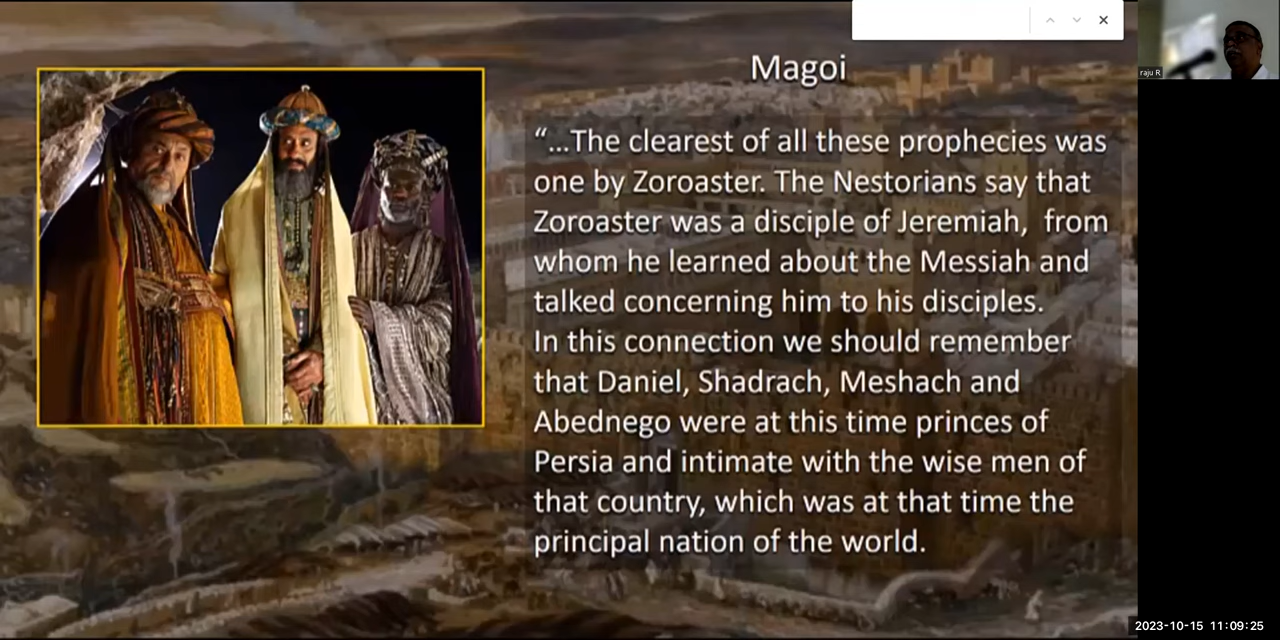 Magoi
“...The clearest of all these prophecies was
one by Zoroaster. The Nestorians say that
Zoroaster was a disciple of Jeremiah, from
whom he learned about the Messiah and
talked concerning him to his disciples.
In this connection we should remember
that Daniel, Shadrach, Meshach and
Abednego were at this time princes of
Persia and intimate with the wise men of
that country, which was at that time the
principal nation of the world.
raju R
2023-10-15 11:09:25